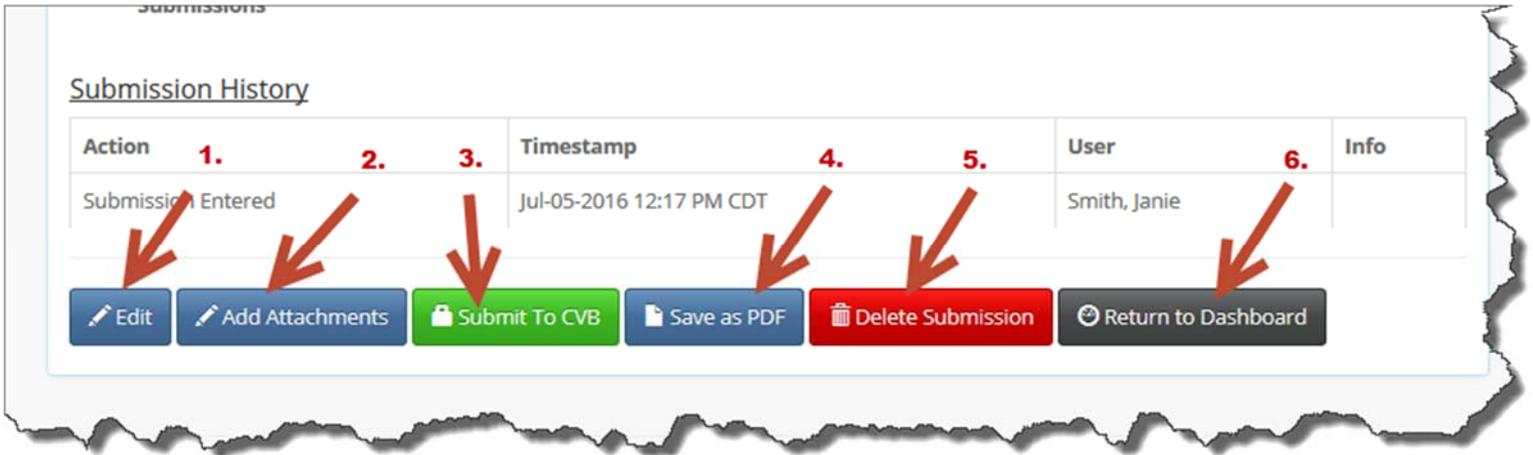 Submissions
Submission History
Action Timestamp User Info
1. 2. 3. 4. 5. 6.
Submission Entered Jul-05-2016 12:17 PM CDT Smith, Janie
Edit Add Attachments Submit To CVB Save as PDF Delete Submission Return to Dashboard